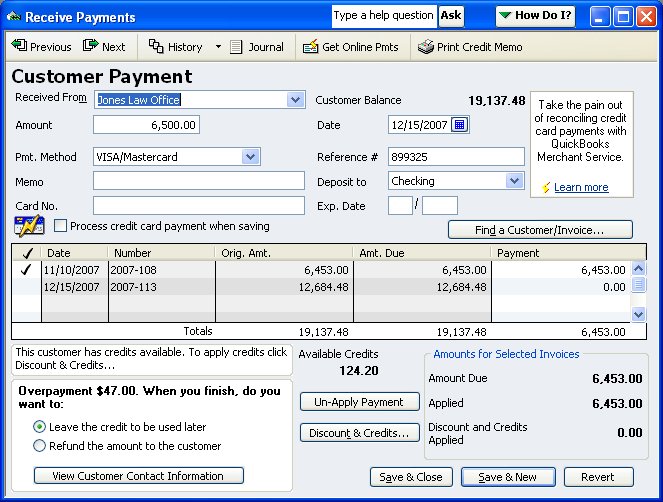 Receive Payments
Type a help question Ask How Do I?
Previous Next History Journal Get Online Pmts Print Credit Memo
Customer Payment
Received From Jones Law Office Customer Balance 19,137.48
Amount 6,500.00 Date 12/15/2007
Pmt. Method VISA/Mastercard Reference # 899325
Memo Deposit to Checking
Card No. Exp. Date /
Take the pain out
of reconciling credit
card payments with
QuickBooks
Merchant Service.
Learn more
Process credit card payment when saving
Find a Customer/Invoice...
Date Number Orig. Amt. Amt. Due Payment
11/10/2007 2007-108 6,453.00 6,453.00 6,453.00
12/15/2007 2007-113 12,684.48 12,684.48 0.00
Totals 19,137.48 19,137.48 6,453.00
This customer has credits available. To apply credits click
Discount & Credits...
Overpayment $47.00. When you finish, do you
want to:
Leave the credit to be used later
Refund the amount to the customer
View Customer Contact Information
Available Credits
124.20
Un-Apply Payment
Discount & Credits...
Amounts for Selected Invoices
Amount Due 6,453.00
Applied 6,453.00
Discount and Credits
Applied 0.00
Save & Close Save & New Revert